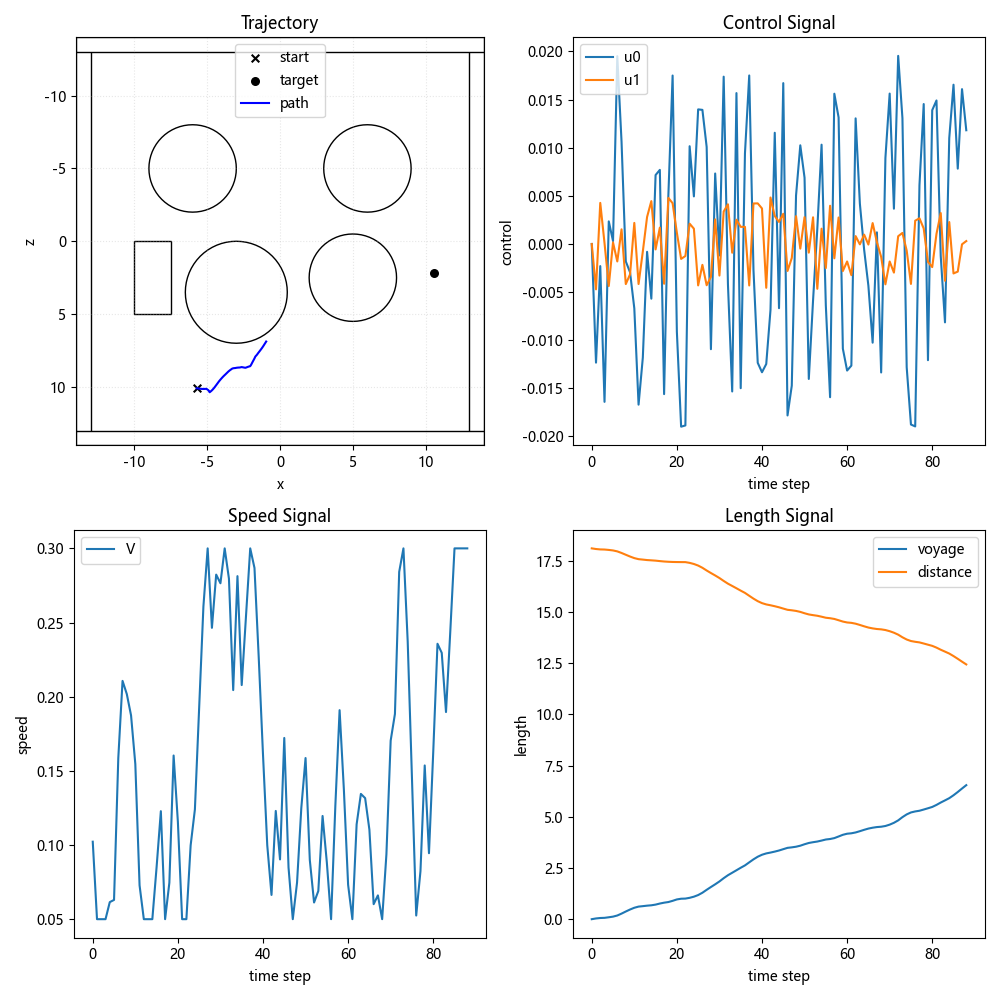 Trajectory
start
target
path
-10
-5
0
5
10
z
-10
-5
0
5
10
x
Control Signal
u0
u1
0.020
0.015
0.010
0.005
0.000
-0.005
-0.010
-0.015
-0.020
control
0
20
40
60
80
time step
Speed Signal
V
0.30
0.25
0.20
0.15
0.10
0.05
speed
0
20
40
60
80
time step
Length Signal
voyage
distance
17.5
15.0
12.5
10.0
7.5
5.0
2.5
0.0
length
0
20
40
60
80
time step